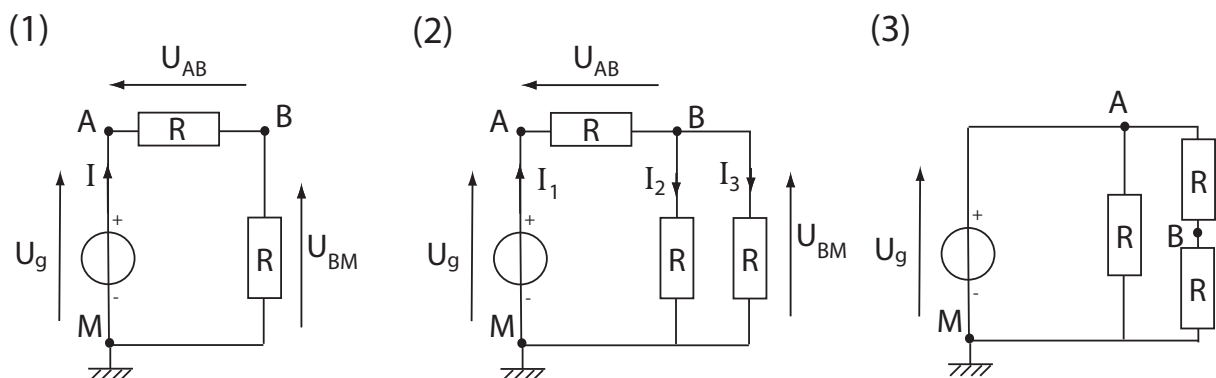 (1)
U_AB
A
R
B
I
+
U_g
-
R
U_BM
M
(2)
U_AB
A
R
B
I_1
I_2
I_3
+
U_g
-
R
R
U_BM
M
(3)
A
R
+
R
B
U_g
-
R
M